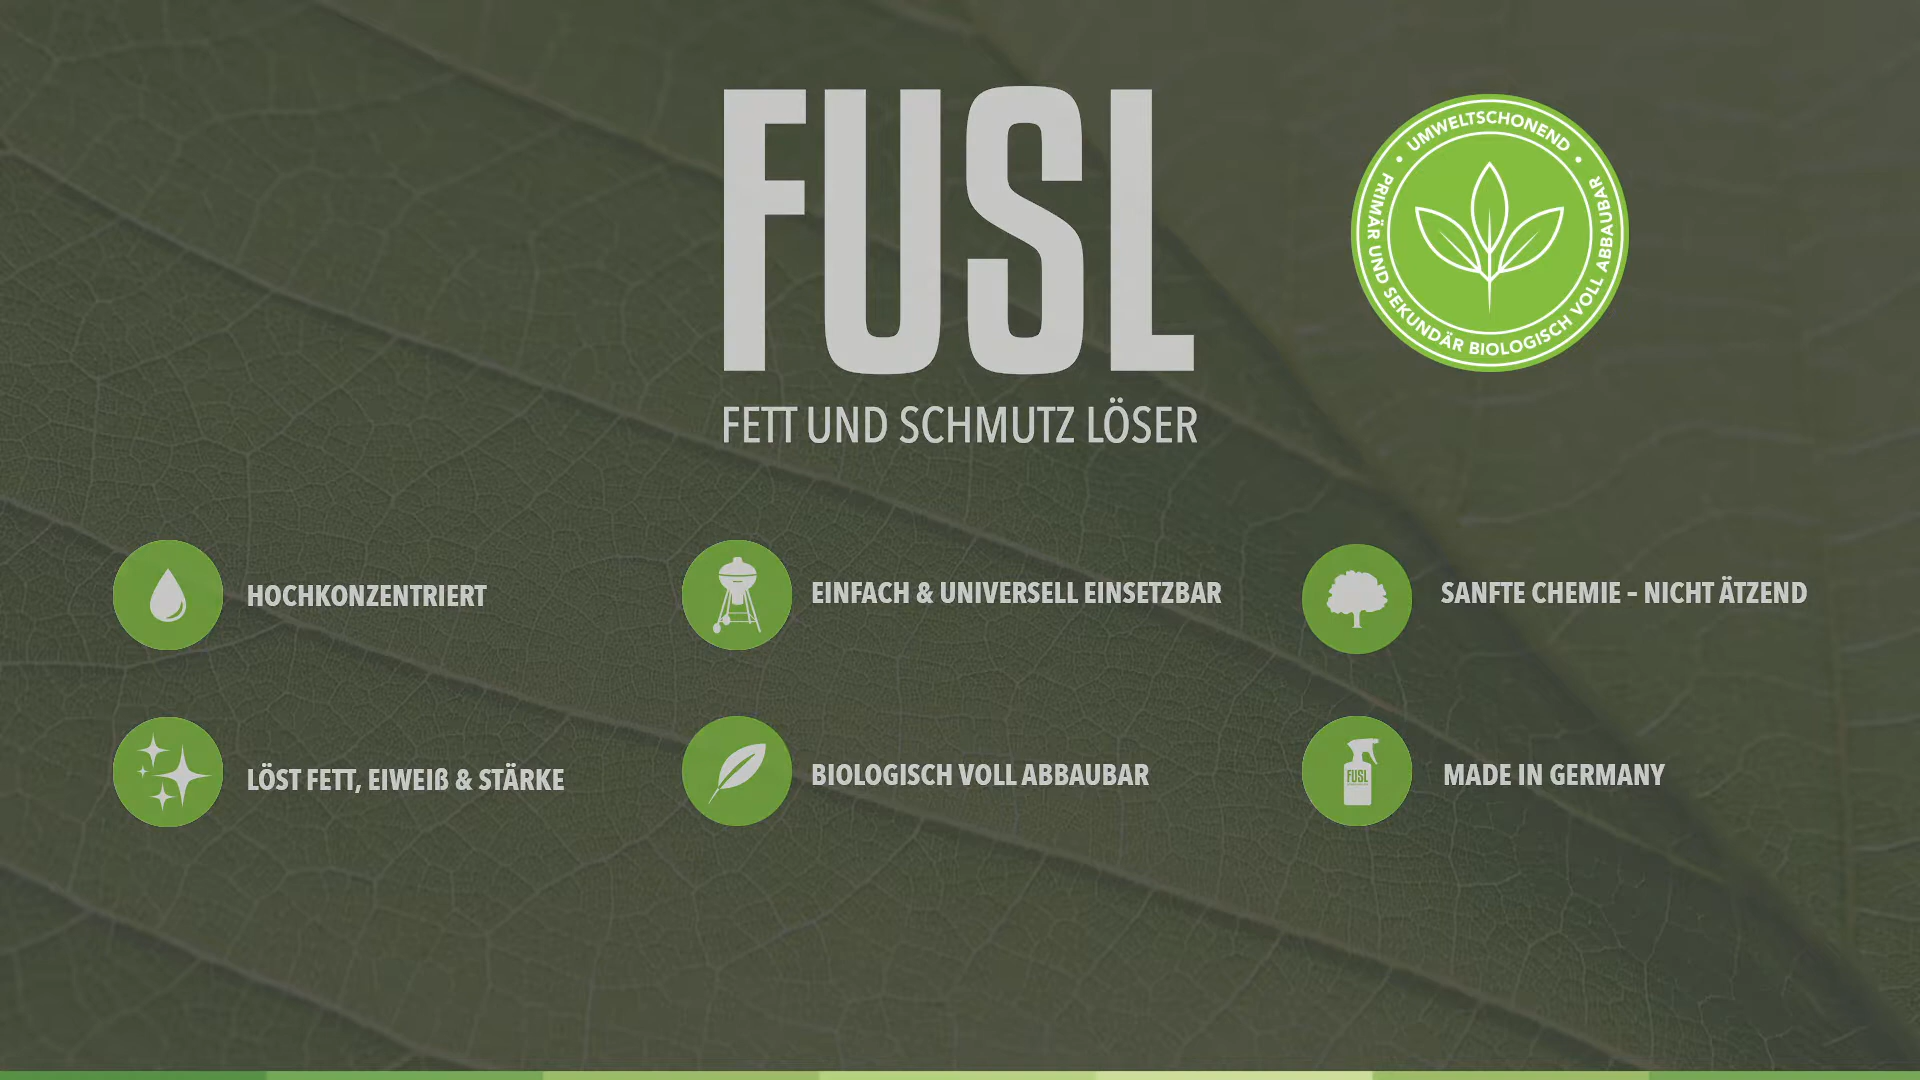 FUSL
FETT UND SCHMUTZ LÖSER
• UMWELTSCHONEND •
PRIMÄR UND SEKUNDÄR BIOLOGISCH VOLL ABBAUBAR
HOCHKONZENTRIERT
EINFACH & UNIVERSELL EINSETZBAR
SANFTE CHEMIE – NICHT ÄTZEND
LÖST FETT, EIWEIß & STÄRKE
BIOLOGISCH VOLL ABBAUBAR
FUSL
MADE IN GERMANY